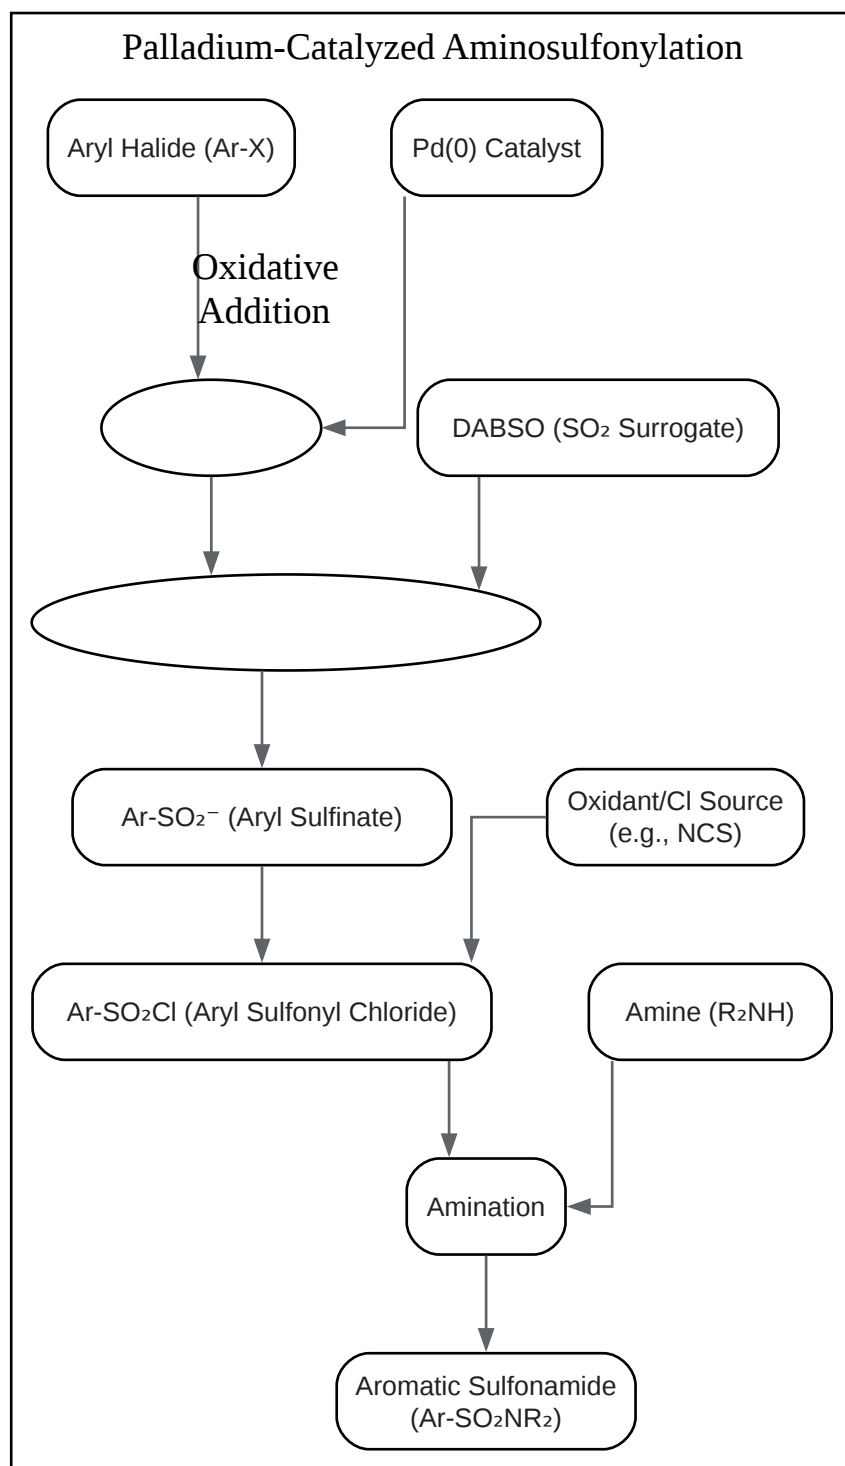 Palladium-Catalyzed Aminosulfonylation
Aryl Halide (Ar-X)
Pd(0) Catalyst
Oxidative
Addition
DABSO (SO₂ Surrogate)
Ar-SO₂⁻ (Aryl Sulfinate)
Oxidant/Cl Source
(e.g., NCS)
Ar-SO₂Cl (Aryl Sulfonyl Chloride)
Amine (R₂NH)
Amination
Aromatic Sulfonamide
(Ar-SO₂NR₂)